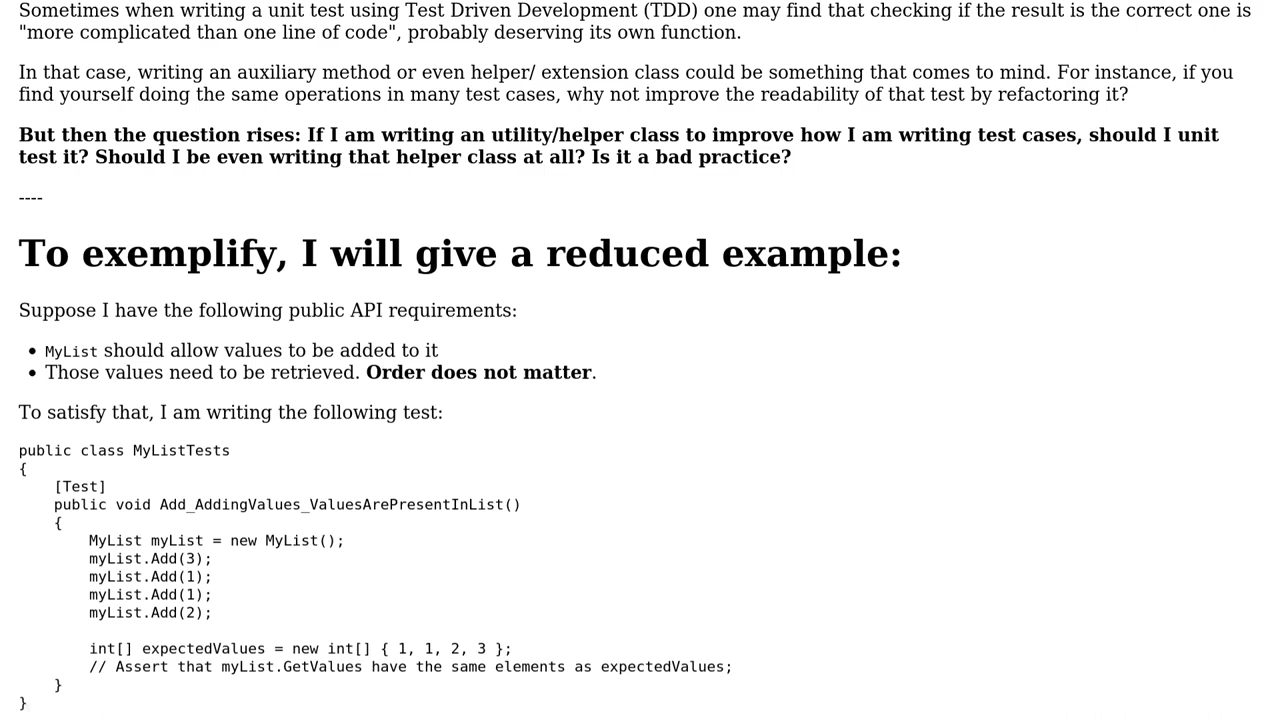 Sometimes when writing a unit test using Test Driven Development (TDD) one may find that checking if the result is the correct one is
"more complicated than one line of code", probably deserving its own function.
In that case, writing an auxiliary method or even helper/ extension class could be something that comes to mind. For instance, if you
find yourself doing the same operations in many test cases, why not improve the readability of that test by refactoring it?
But then the question rises: If I am writing an utility/helper class to improve how I am writing test cases, should I unit
test it? Should I be even writing that helper class at all? Is it a bad practice?
----
To exemplify, I will give a reduced example:
Suppose I have the following public API requirements:
• MyList should allow values to be added to it
• Those values need to be retrieved. Order does not matter.
To satisfy that, I am writing the following test:
public class MyListTests
{
    [Test]
    public void Add_AddingValues_ValuesArePresentInList()
    {
        MyList myList = new MyList();
        myList.Add(3);
        myList.Add(1);
        myList.Add(1);
        myList.Add(2);
        int[] expectedValues = new int[] { 1, 1, 2, 3 };
        // Assert that myList.GetValues have the same elements as expectedValues;
    }
}